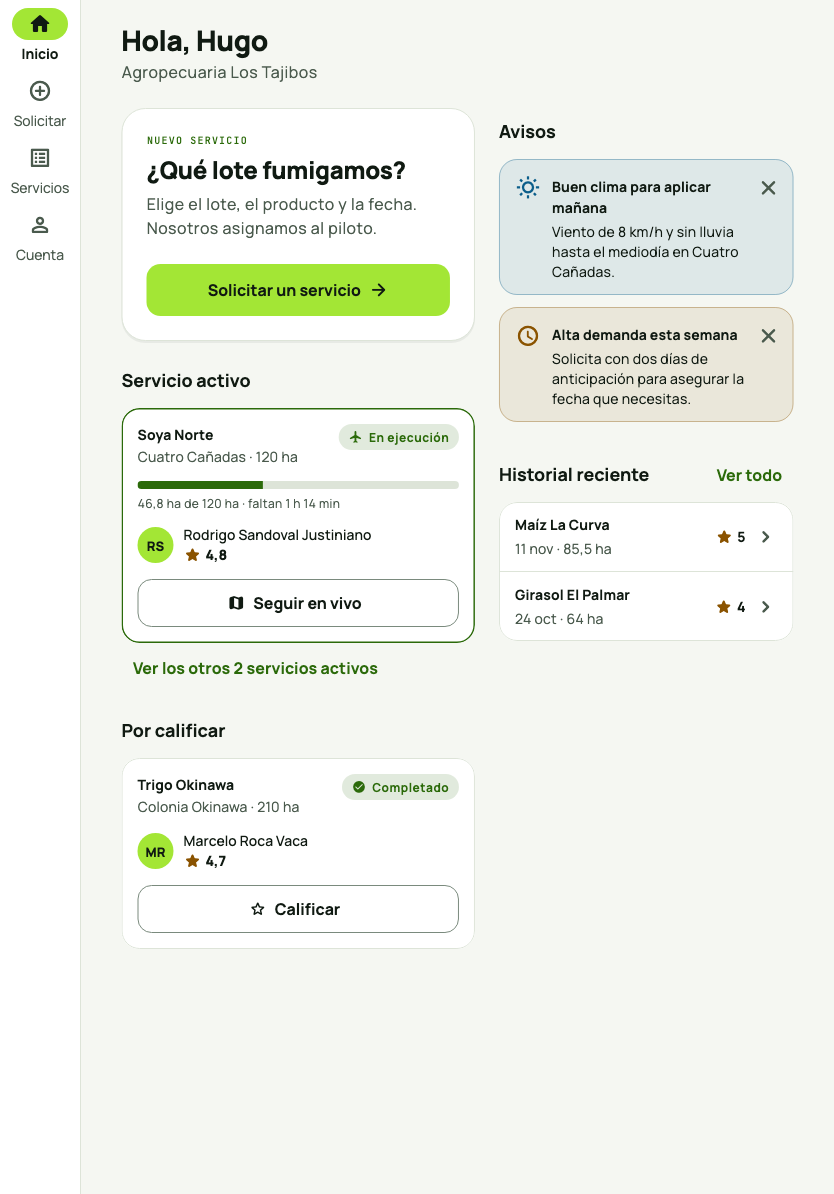 Inicio
Solicitar
Servicios
Cuenta
Hola, Hugo
Agropecuaria Los Tajibos
NUEVO SERVICIO
¿Qué lote fumigamos?
Elige el lote, el producto y la fecha.
Nosotros asignamos al piloto.
Solicitar un servicio
Servicio activo
Soya Norte
En ejecución
Cuatro Cañadas · 120 ha
46,8 ha de 120 ha · faltan 1 h 14 min
RS
Rodrigo Sandoval Justiniano
4,8
Seguir en vivo
Ver los otros 2 servicios activos
Por calificar
Trigo Okinawa
Completado
Colonia Okinawa · 210 ha
MR
Marcelo Roca Vaca
4,7
Calificar
Avisos
Buen clima para aplicar
mañana
Viento de 8 km/h y sin lluvia
hasta el mediodía en Cuatro
Cañadas.
Alta demanda esta semana
Solicita con dos días de
anticipación para asegurar la
fecha que necesitas.
Historial reciente
Ver todo
Maíz La Curva
11 nov · 85,5 ha
5
Girasol El Palmar
24 oct · 64 ha
4